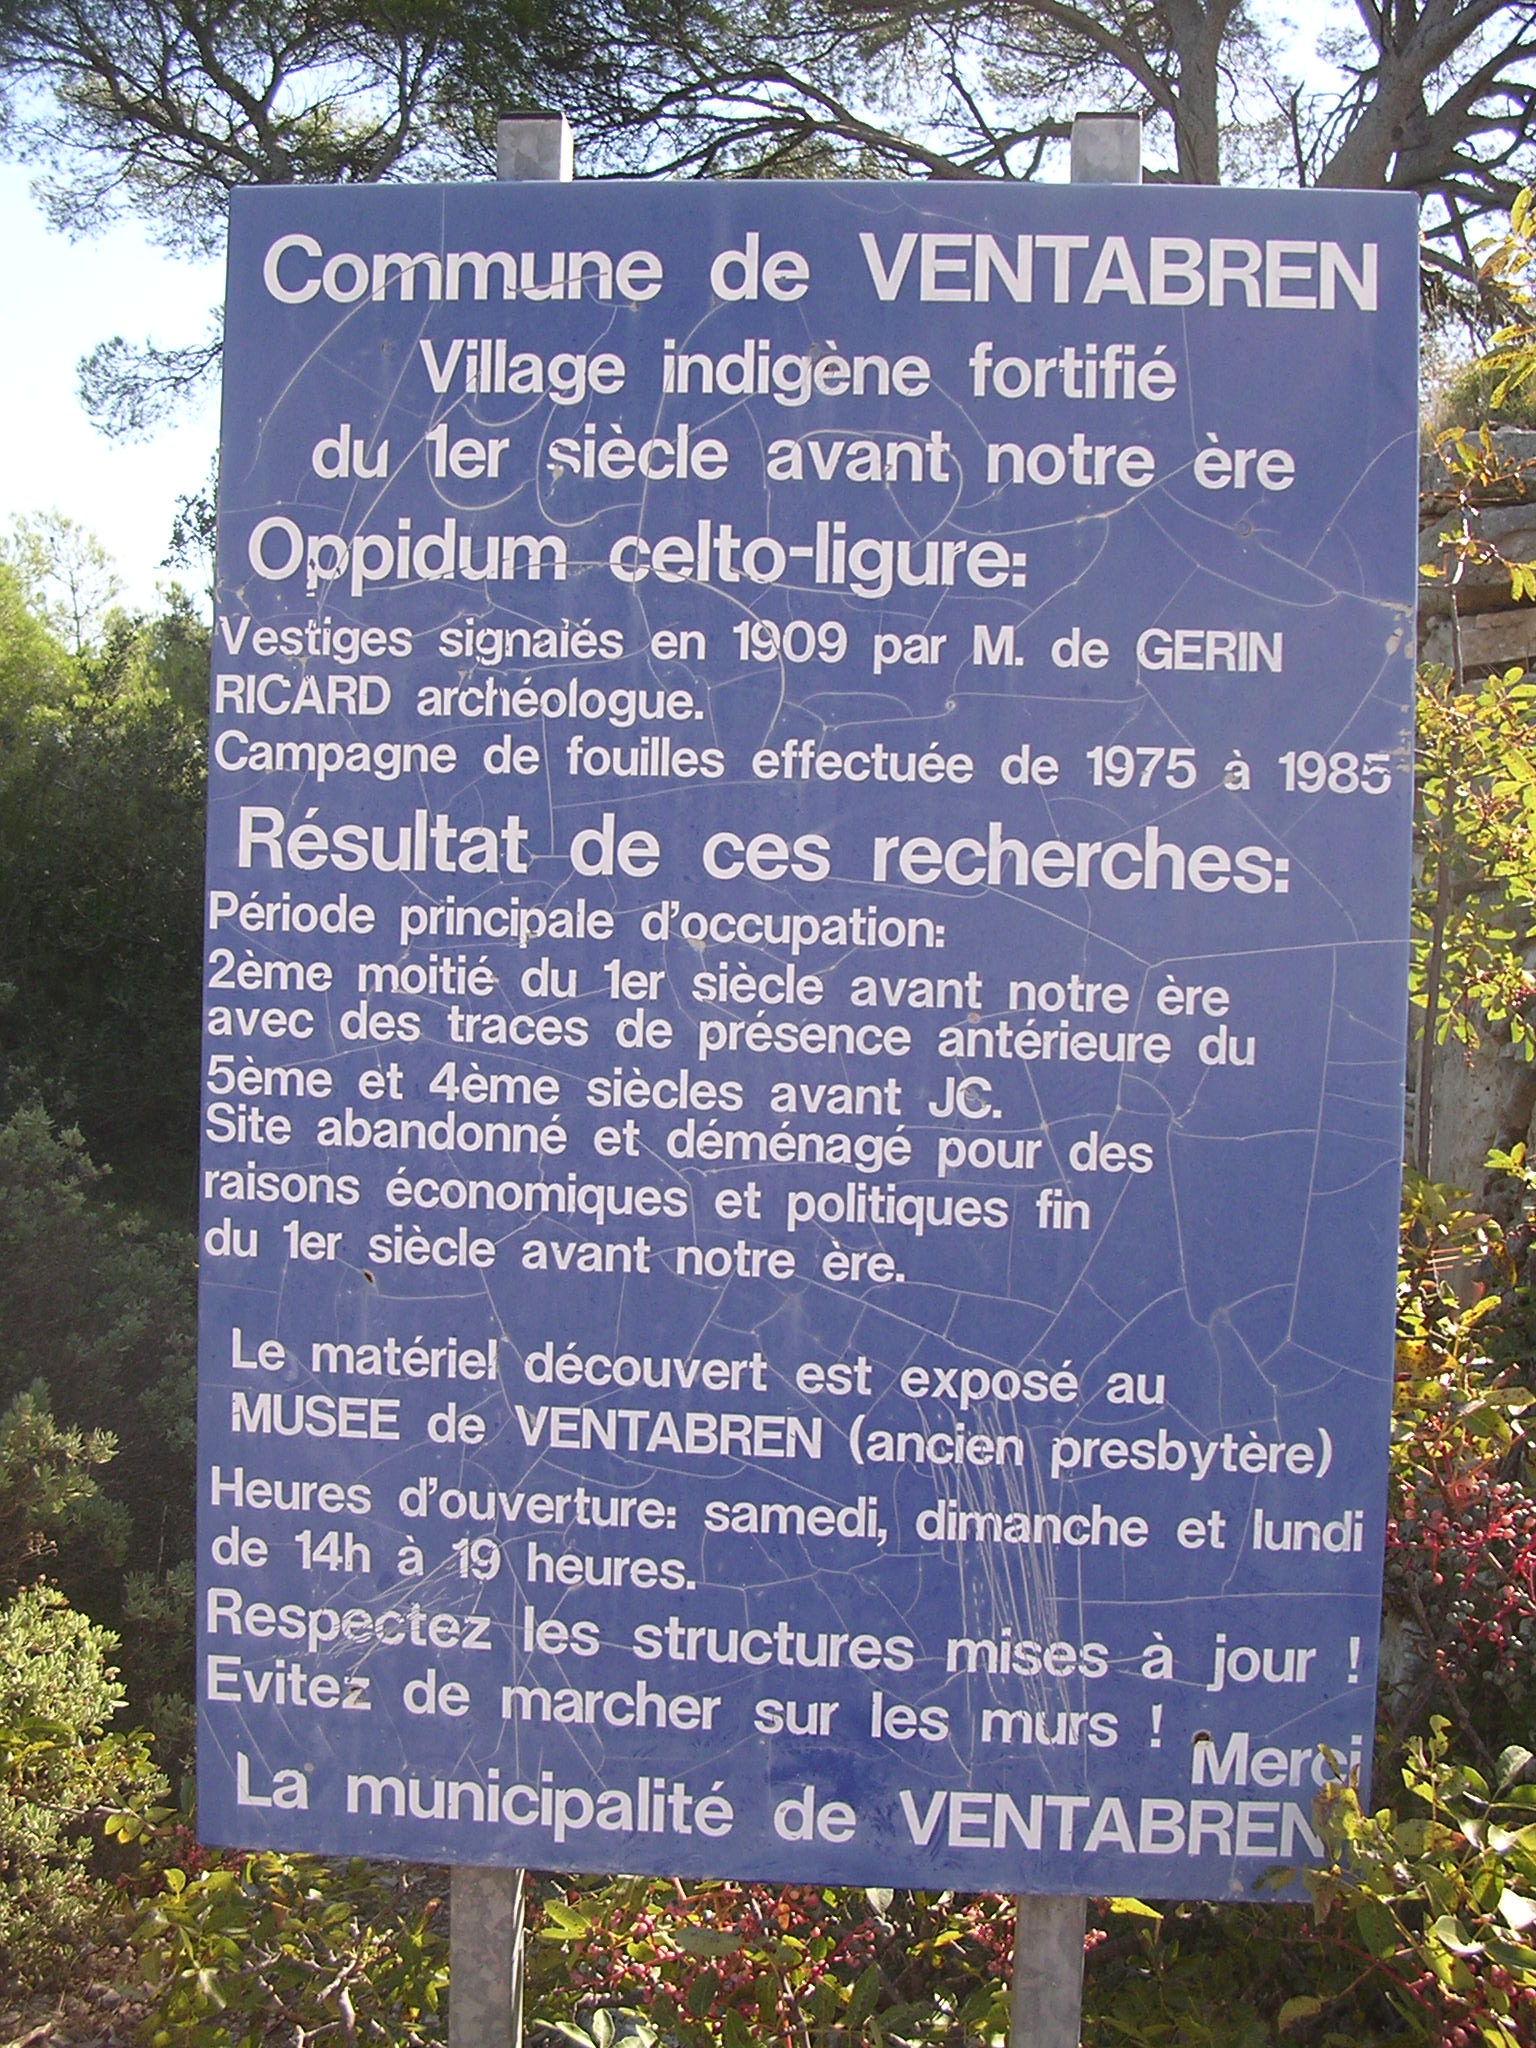 Commune de VENTABREN
Village indigène fortifié
du 1er siècle avant notre ère
Oppidum celto-ligure:
Vestiges signalés en 1909 par M. de GERIN
RICARD archéologue.
Campagne de fouilles effectuée de 1975 à 1985
Résultat de ces recherches:
Période principale d'occupation:
2ème moitié du 1er siècle avant notre ère
avec des traces de présence antérieure du
5ème et 4ème siècles avant JC.
Site abandonné et déménagé pour des
raisons économiques et politiques fin
du 1er siècle avant notre ère.
Le matériel découvert est exposé au
MUSEE de VENTABREN (ancien presbytère)
Heures d'ouverture: samedi, dimanche et lundi
de 14h à 19 heures.
Respectez les structures mises à jour !
Evitez de marcher sur les murs !
Merci
La municipalité de VENTABREN